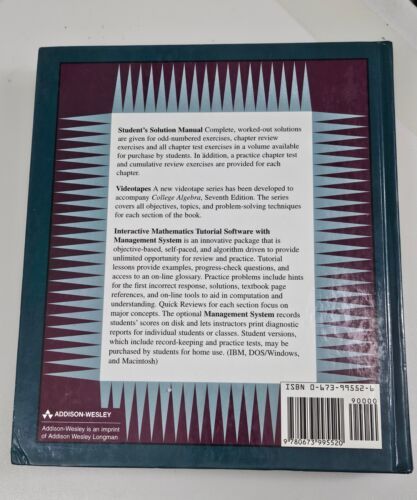 Student's Solution Manual Complete, worked-out solutions
are given for odd-numbered exercises, chapter review
exercises and all chapter test exercises in a volume available
for purchase by students. In addition, a practice chapter test
and cumulative review exercises are provided for each
chapter.
Videotapes A new videotape series has been developed to
accompany College Algebra, Seventh Edition. The series
covers all objectives, topics, and problem-solving techniques
for each section of the book.
Interactive Mathematics Tutorial Software with
Management System is an innovative package that is
objective-based, self-paced, and algorithm driven to provide
unlimited opportunity for review and practice. Tutorial
lessons provide examples, progress-check questions, and
access to an on-line glossary. Practice problems include hints
for the first incorrect response, solutions, textbook page
references, and on-line tools to aid in computation and
understanding. Quick Reviews for each section focus on
major concepts. The optional Management System records
students' scores on disk and lets instructors print diagnostic
reports for individual students or classes. Student versions,
which include record-keeping and practice tests, may be
purchased by students for home use. (IBM, DOS/Windows,
and Macintosh)
ISBN 0-673-99552-6
90000
9 780673 995520
ADDISON-WESLEY
Addison-Wesley is an imprint
of Addison Wesley Longman